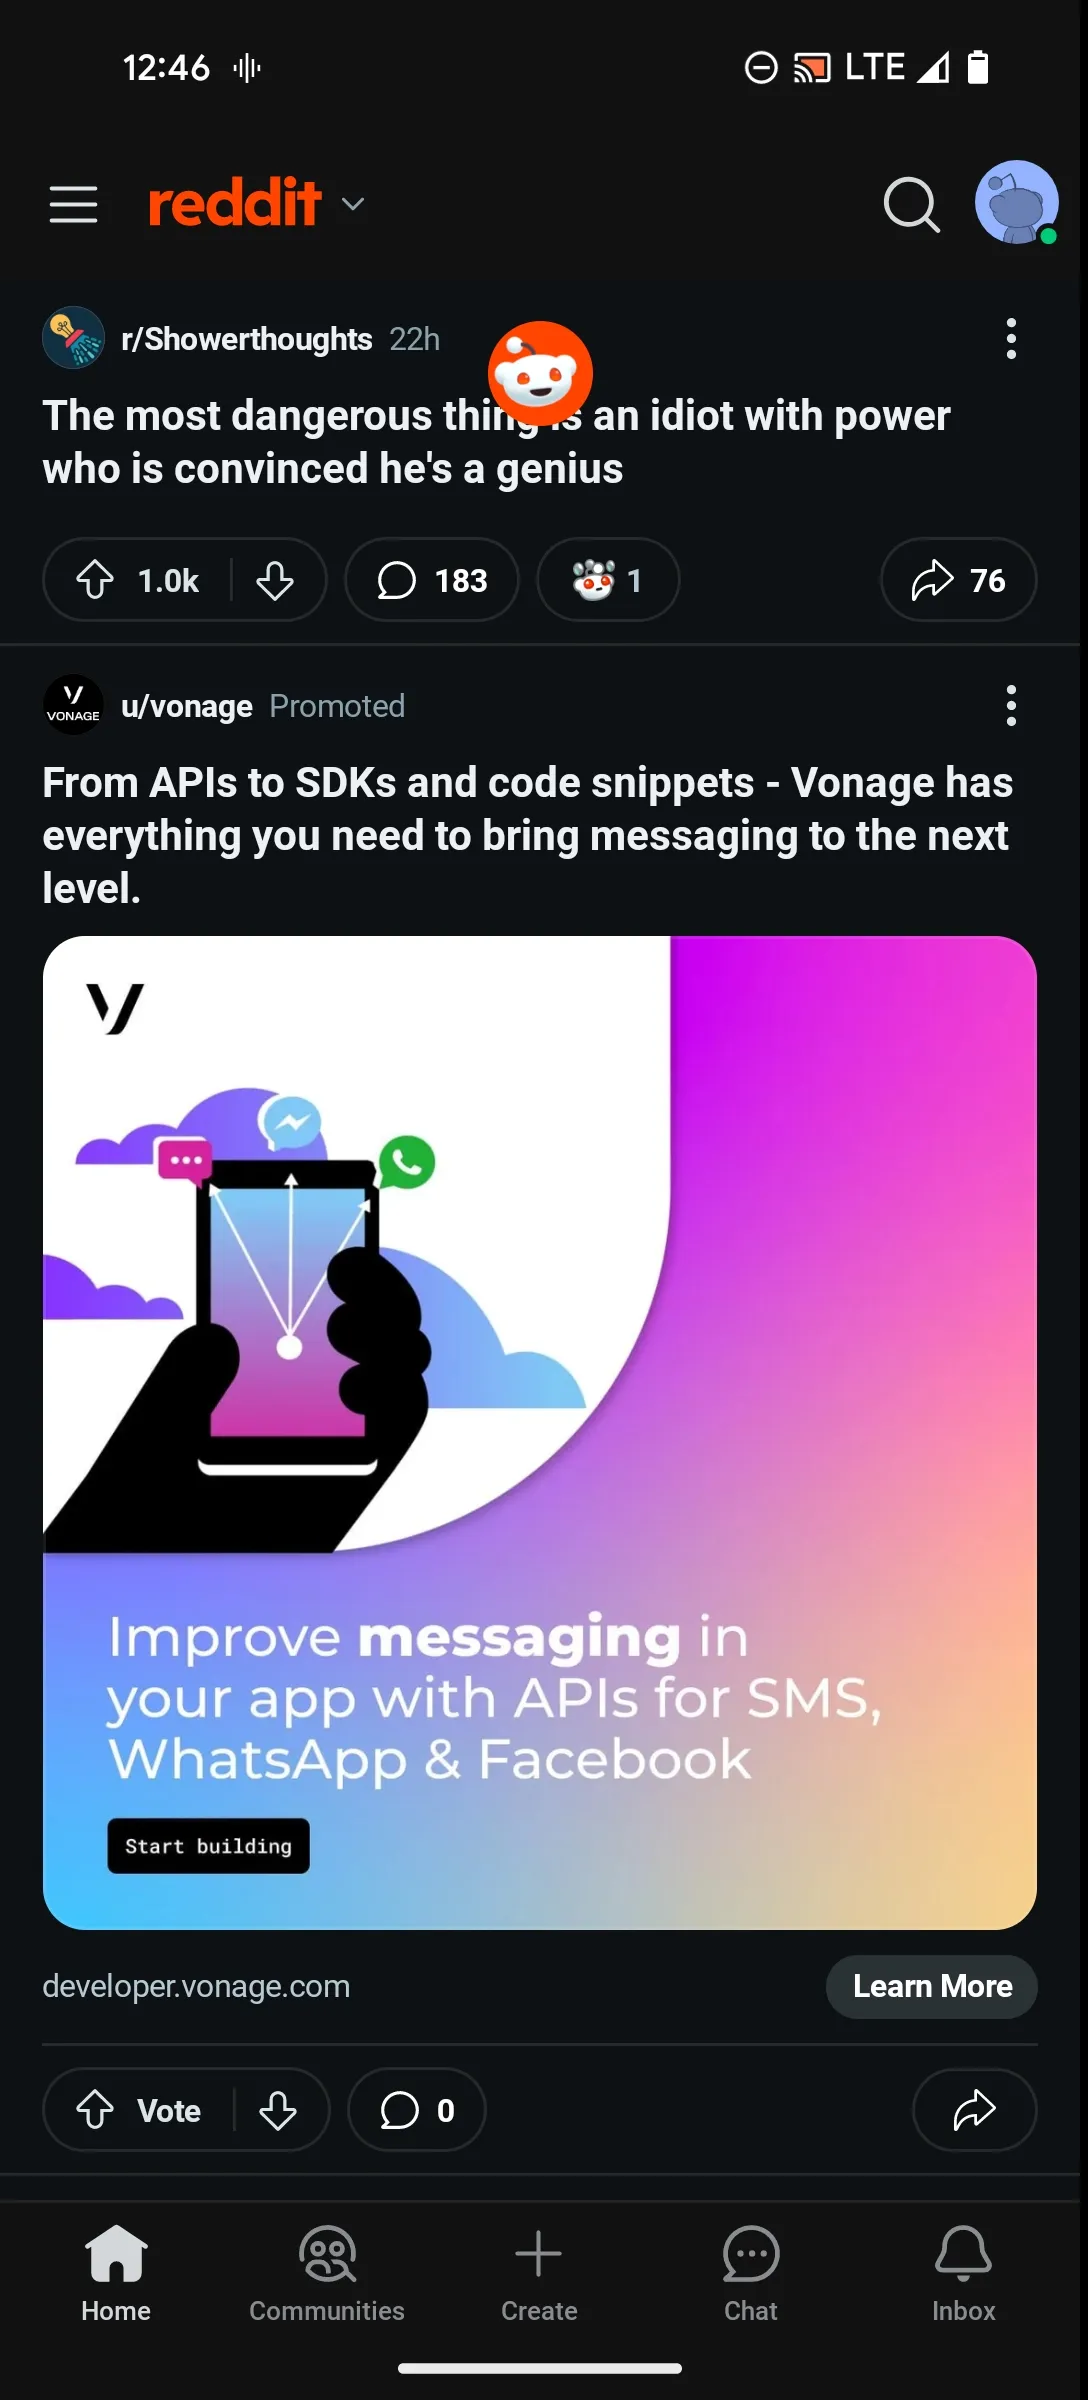 12:46
LTE
reddit
r/Showerthoughts 22h
The most dangerous thing is an idiot with power
who is convinced he's a genius
1.0k
183
1
76
VONAGE
u/vonage Promoted
From APIs to SDKs and code snippets - Vonage has
everything you need to bring messaging to the next
level.
Improve messaging in
your app with APIs for SMS,
WhatsApp & Facebook
Start building
developer.vonage.com
Learn More
Vote
0
Home
Communities
Create
Chat
Inbox